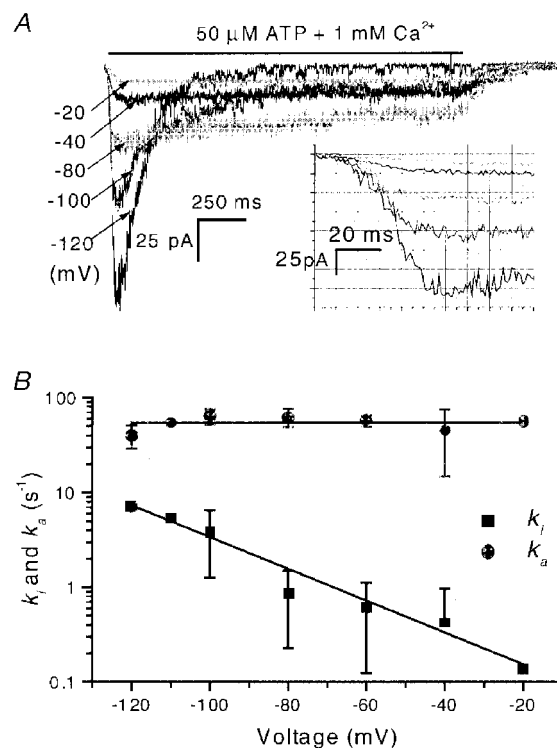 A
50 µM ATP + 1 mM Ca²⁺
-20
-40
-80
-100
-120
(mV)
250 ms
25 pA
20 ms
25pA
B
100
10
1
0.1
kᵢ and kₐ (s⁻¹)
kᵢ
kₐ
-120 -100 -80 -60 -40 -20
Voltage (mV)